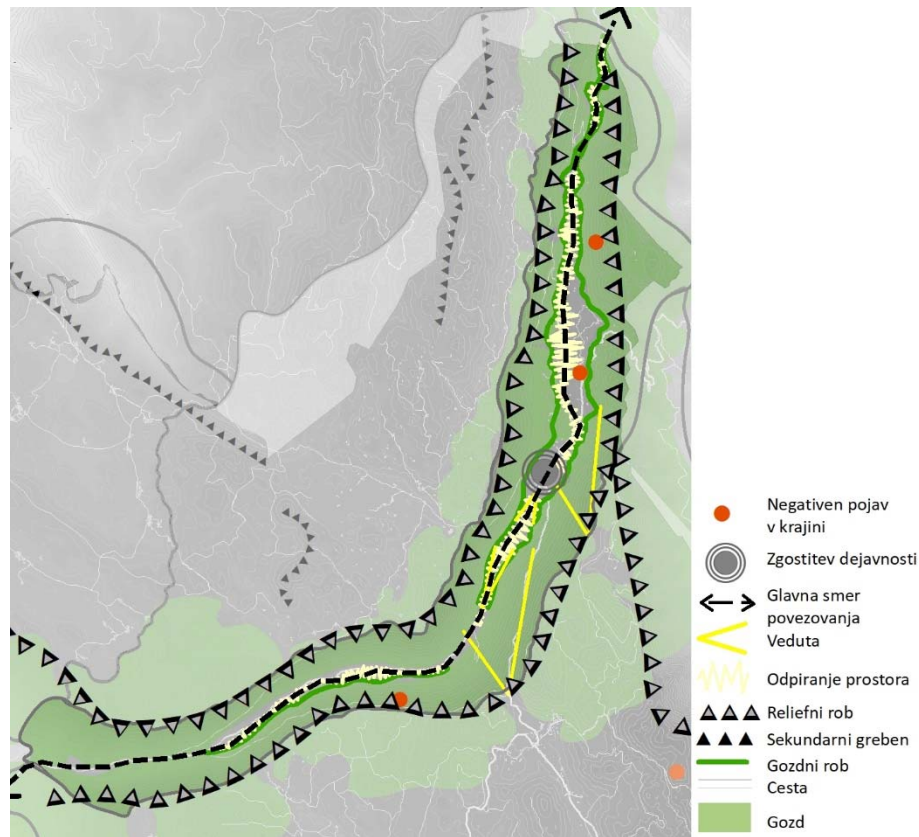 Negativen pojav
v krajini
Zgostitev dejavnosti
Glavna smer
povezovanja
Veduta
Odpiranje prostora
Reliefni rob
Sekundarni greben
Gozdni rob
Cesta
Gozd